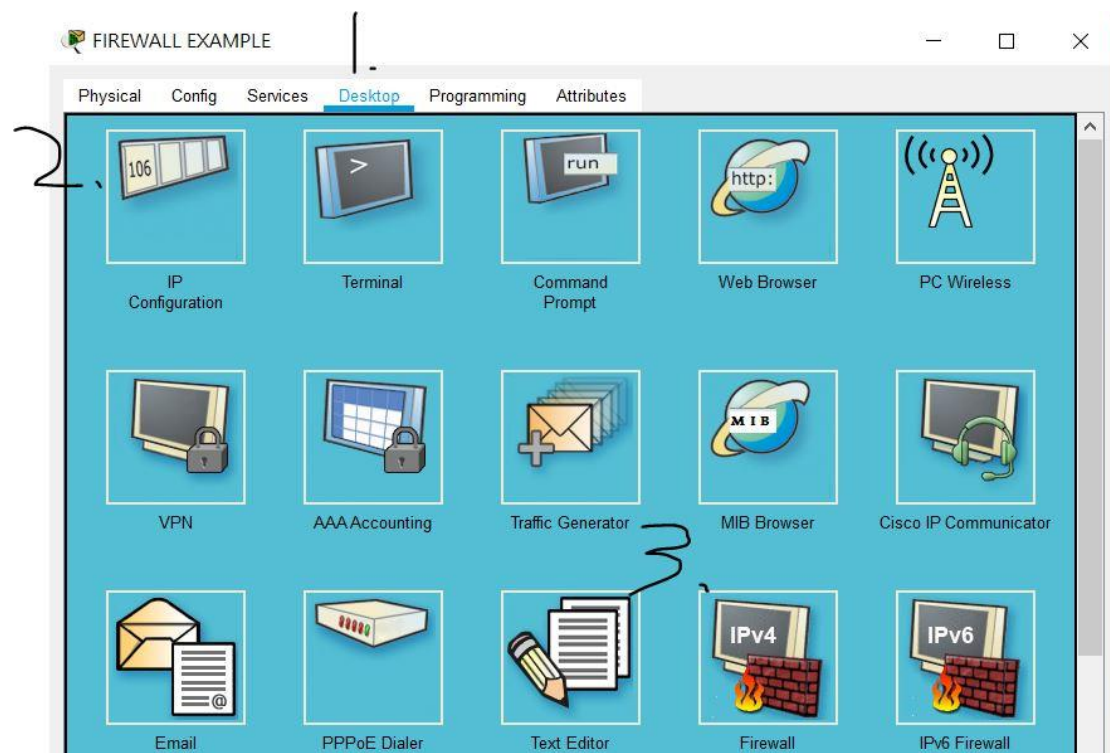 FIREWALL EXAMPLE
1.
Physical Config Services Desktop Programming Attributes
2.
106
>
run
http:
IP Configuration
Terminal
Command Prompt
Web Browser
PC Wireless
MIB
VPN
AAA Accounting
Traffic Generator
MIB Browser
Cisco IP Communicator
3.
@
IPv4
IPv6
Email
PPPoE Dialer
Text Editor
Firewall
IPv6 Firewall